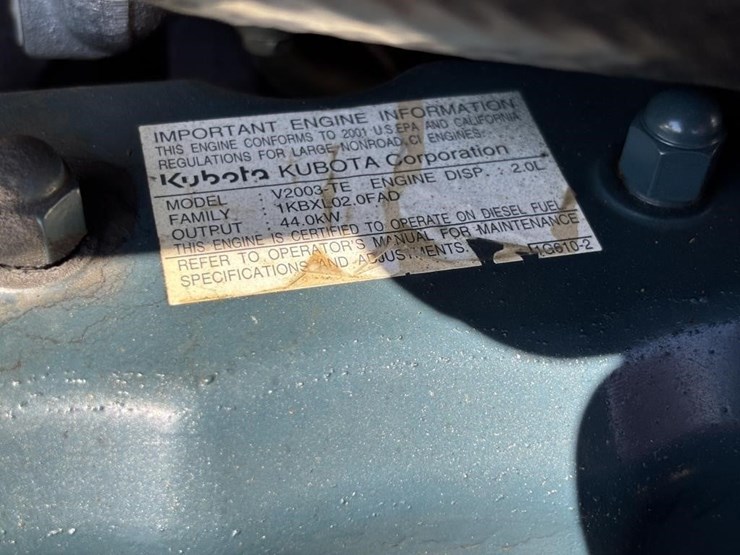 IMPORTANT ENGINE INFORMATION
THIS ENGINE CONFORMS TO 2001 U.S.EPA AND CALIFORNIA
REGULATIONS FOR LARGE NONROAD CI ENGINES.
Kubota KUBOTA Corporation
MODEL : V2003-TE ENGINE DISP. : 2.0L
FAMILY : 1KBXL02.0FAD
OUTPUT : 44.0kW
THIS ENGINE IS CERTIFIED TO OPERATE ON DIESEL FUEL
REFER TO OPERATOR'S MANUAL FOR MAINTENANCE
SPECIFICATIONS AND ADJUSTMENTS.
1G610-2